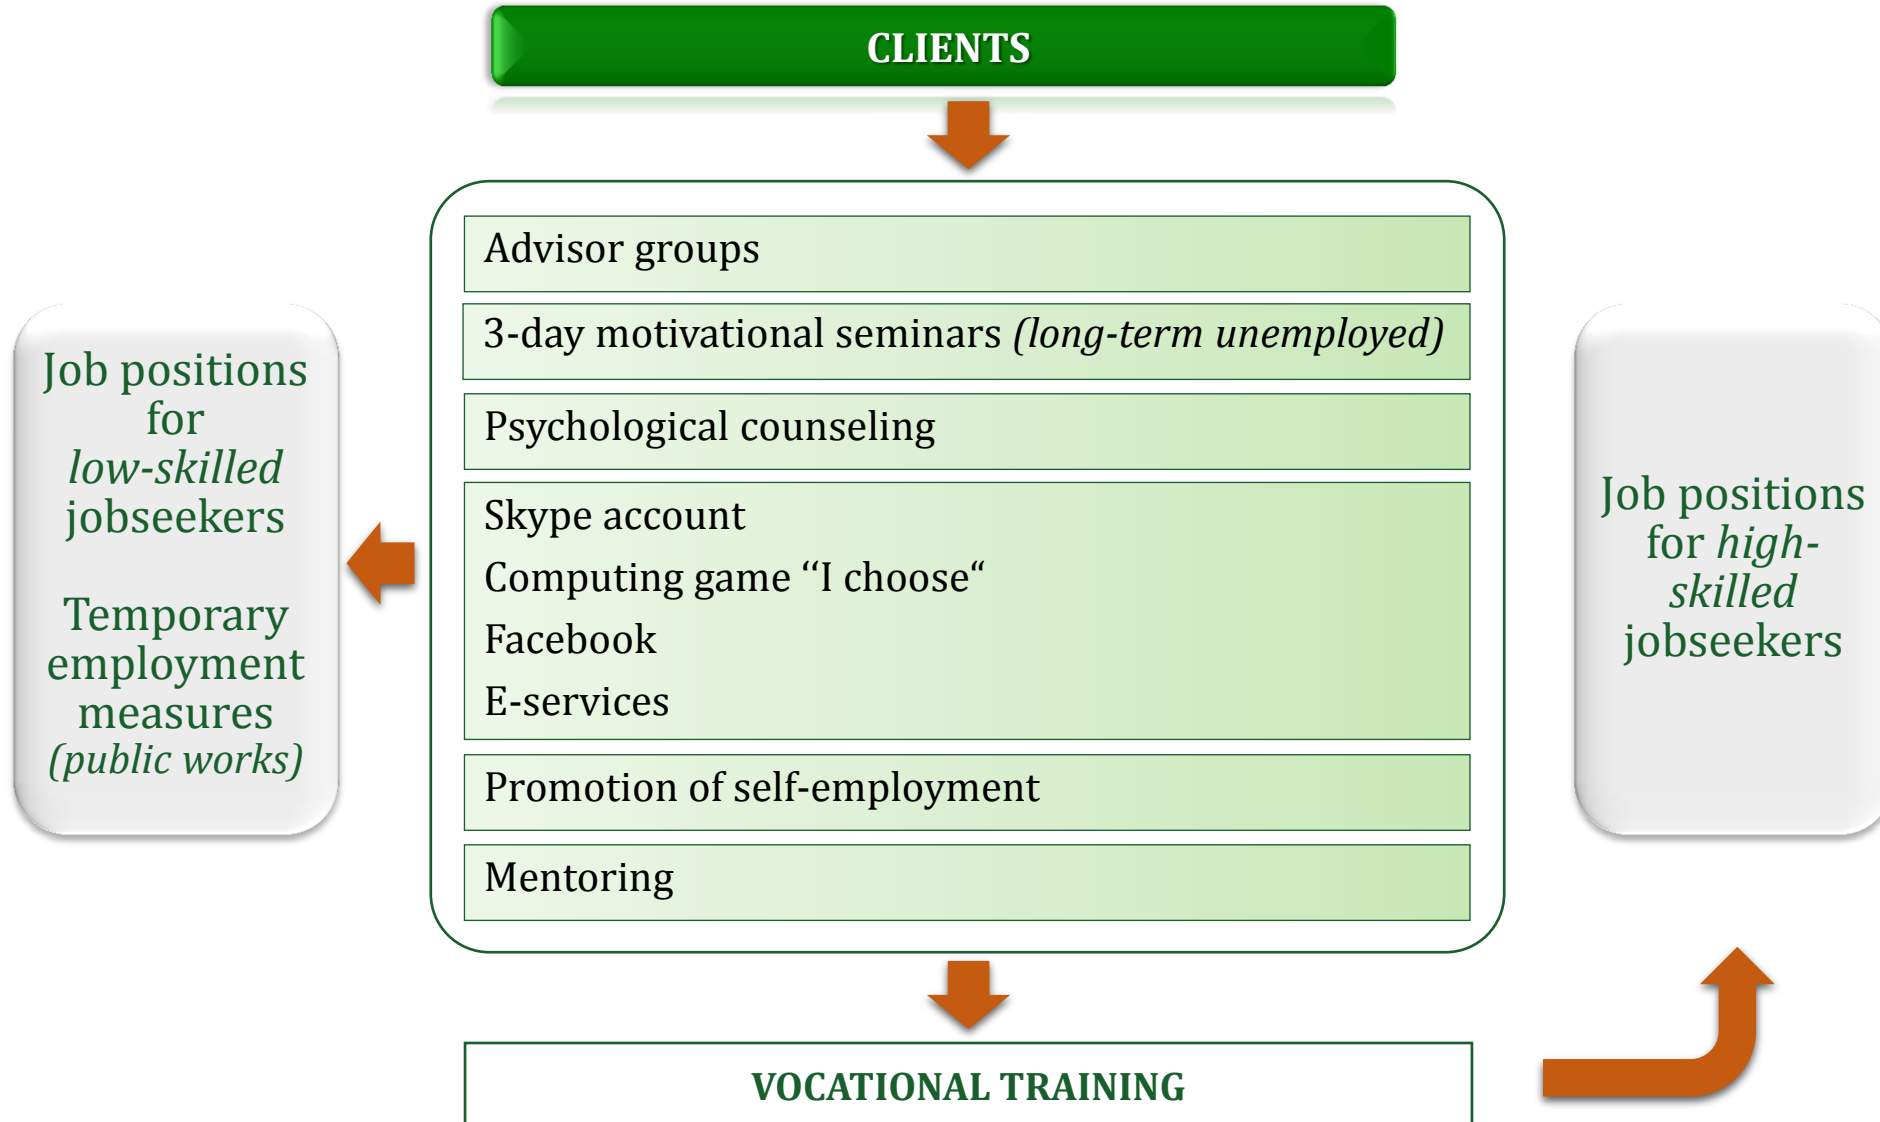 CLIENTS
Advisor groups
3-day motivational seminars (long-term unemployed)
Psychological counseling
Skype account
Computing game ‘‘I choose“
Facebook
E-services
Promotion of self-employment
Mentoring
Job positions
for
low-skilled
jobseekers
Temporary
employment
measures
(public works)
Job positions
for high-
skilled
jobseekers
VOCATIONAL TRAINING